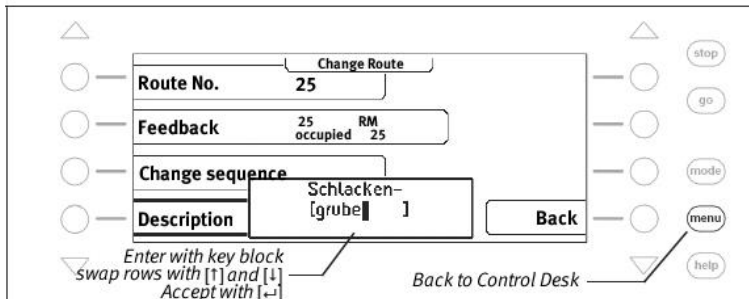 Change Route
stop
Route No. 25
go
Feedback 25 RM
occupied 25
Change sequence
mode
Schlacken-
[grube ]
Description
Back
menu
Enter with key block
swap rows with [↑] and [↓]
Accept with [↵]
Back to Control Desk
help